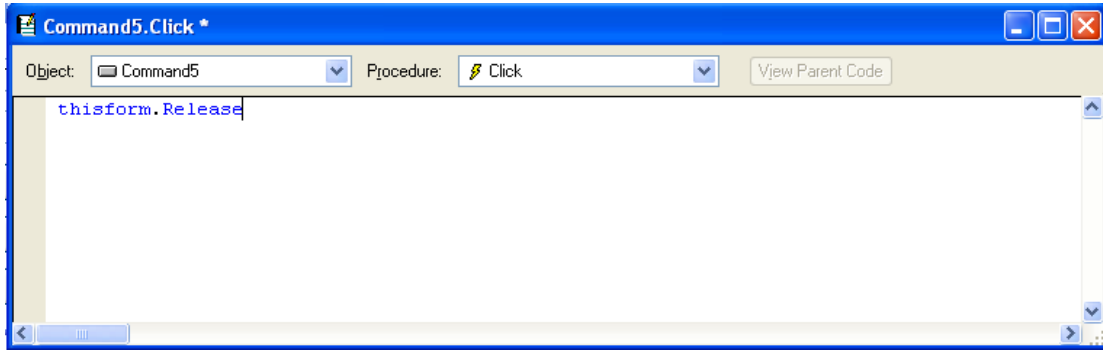 Command5.Click *
Object: Command5 Procedure: Click View Parent Code
thisform.Release